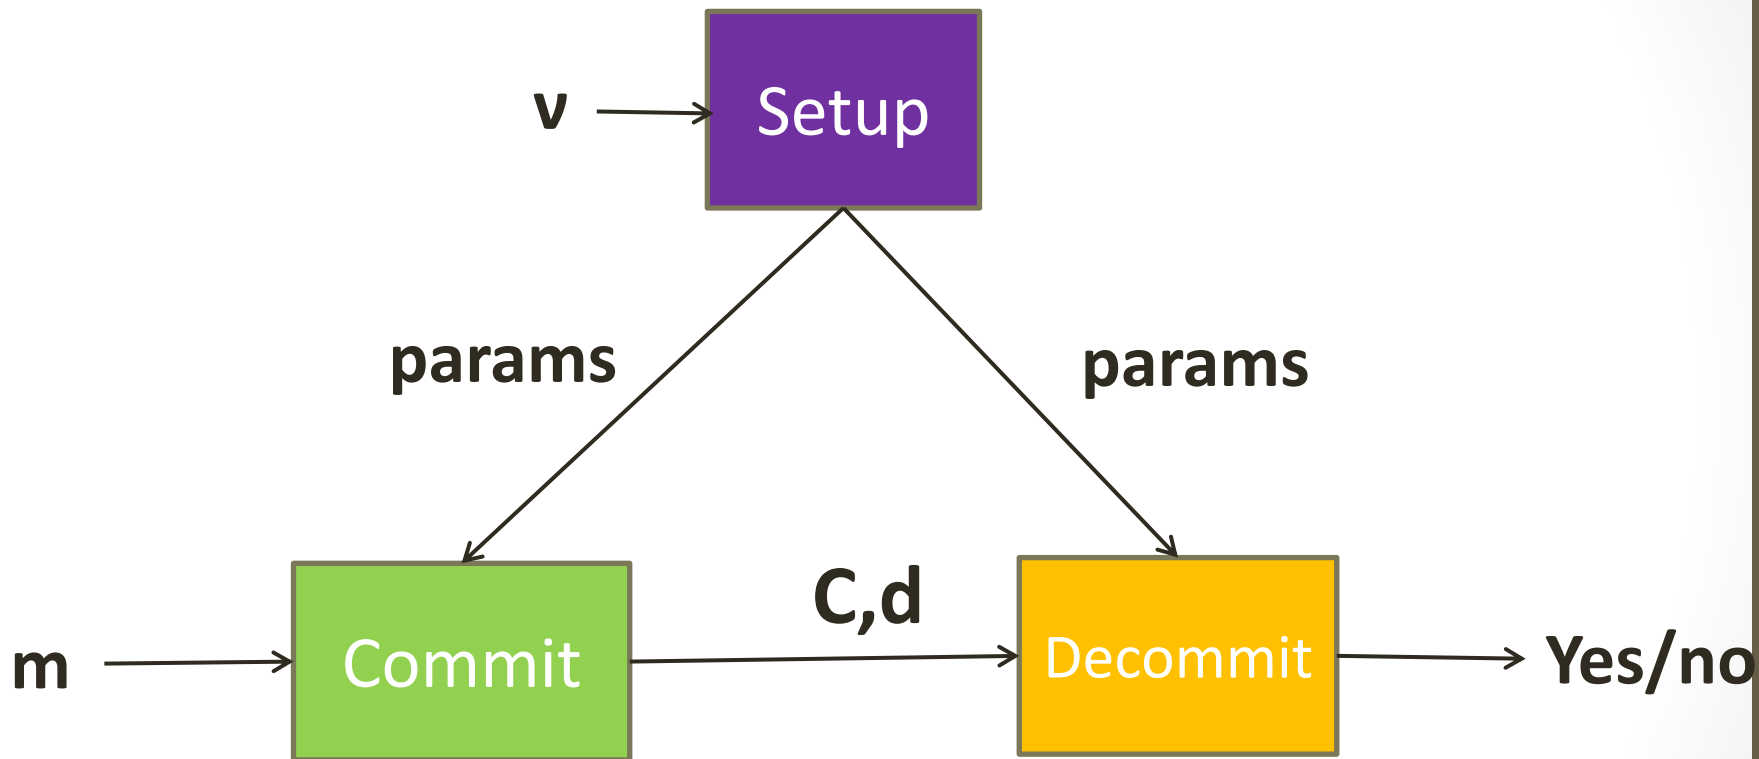 ν
Setup
params
params
C,d
m
Commit
Decommit
Yes/no